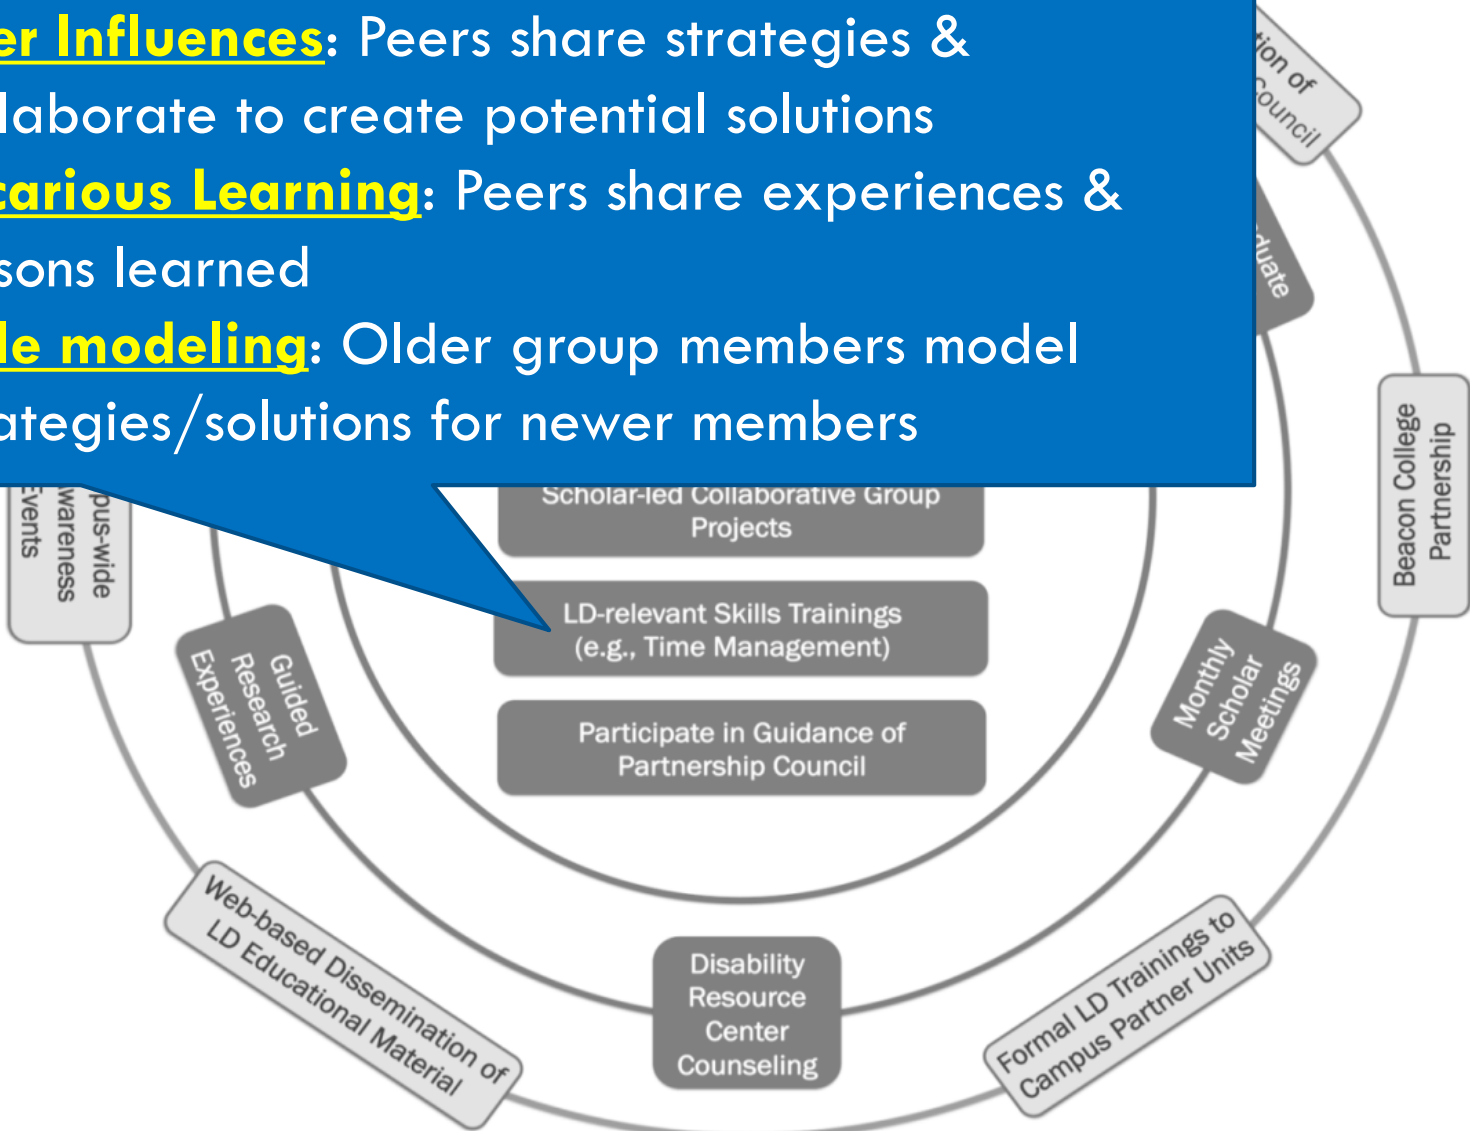 er Influences: Peers share strategies &
laborate to create potential solutions
carious Learning: Peers share experiences &
sons learned
le modeling: Older group members model
ategies/solutions for newer members
tion of
Council
duate
Beacon College
Partnership
pus-wide
wareness
Events
Scholar-led Collaborative Group
Projects
LD-relevant Skills Trainings
(e.g., Time Management)
Participate in Guidance of
Partnership Council
Guided
Research
Experiences
Monthly
Scholar
Meetings
Web-based Dissemination of
LD Educational Material
Disability
Resource
Center
Counseling
Formal LD Trainings to
Campus Partner Units